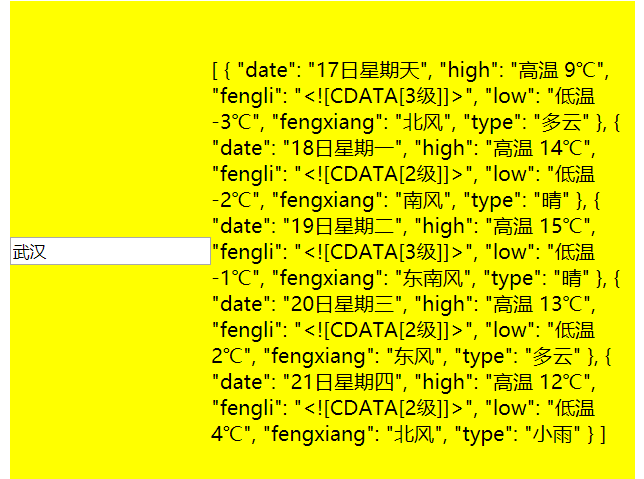 [ { "date": "17日星期天", "high": "高温 9℃",
"fengli": "<![CDATA[3级]]>", "low": "低温
-3℃", "fengxiang": "北风", "type": "多云" }, {
"date": "18日星期一", "high": "高温 14℃",
"fengli": "<![CDATA[2级]]>", "low": "低温
-2℃", "fengxiang": "南风", "type": "晴" }, {
"date": "19日星期二", "high": "高温 15℃",
武汉
"fengli": "<![CDATA[3级]]>", "low": "低温
-1℃", "fengxiang": "东南风", "type": "晴" }, {
"date": "20日星期三", "high": "高温 13℃",
"fengli": "<![CDATA[2级]]>", "low": "低温
2℃", "fengxiang": "东风", "type": "多云" }, {
"date": "21日星期四", "high": "高温 12℃",
"fengli": "<![CDATA[2级]]>", "low": "低温
4℃", "fengxiang": "北风", "type": "小雨" } ]